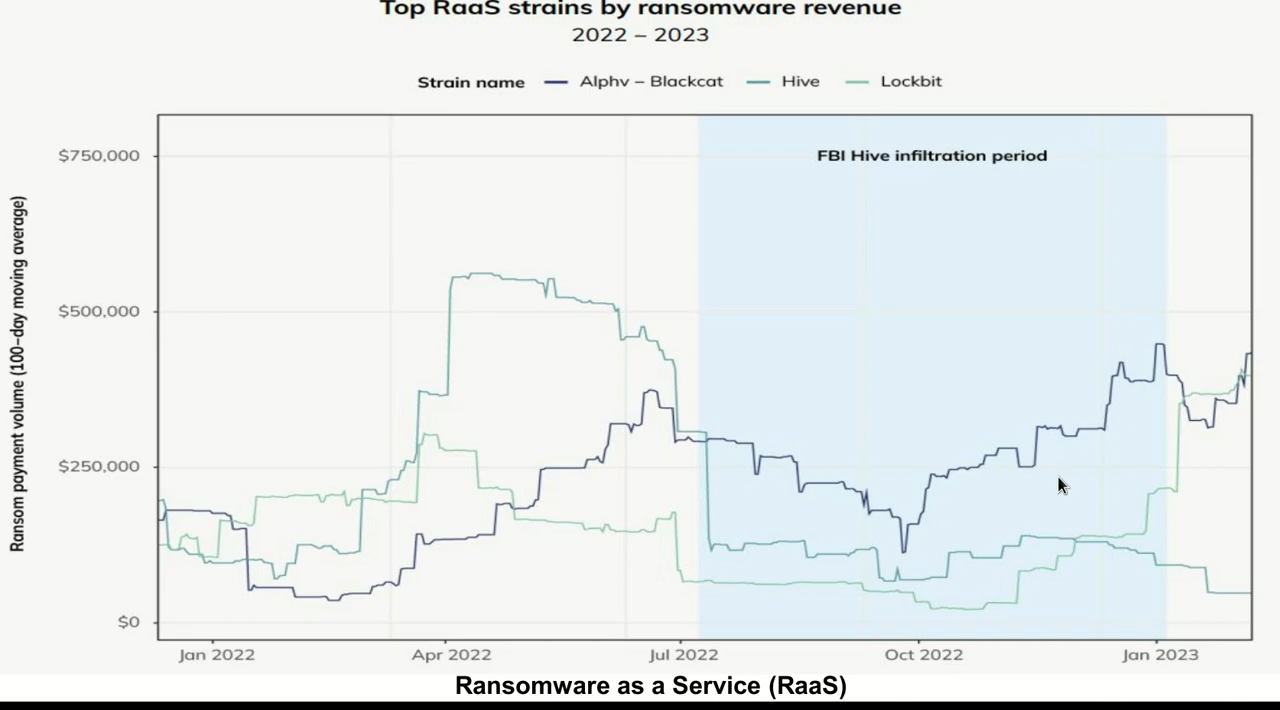 Top RaaS strains by ransomware revenue
2022 – 2023
Strain name Alphv – Blackcat Hive Lockbit
FBI Hive infiltration period
Ransom payment volume (100-day moving average)
$750,000
$500,000
$250,000
$0
Jan 2022 Apr 2022 Jul 2022 Oct 2022 Jan 2023
Ransomware as a Service (RaaS)